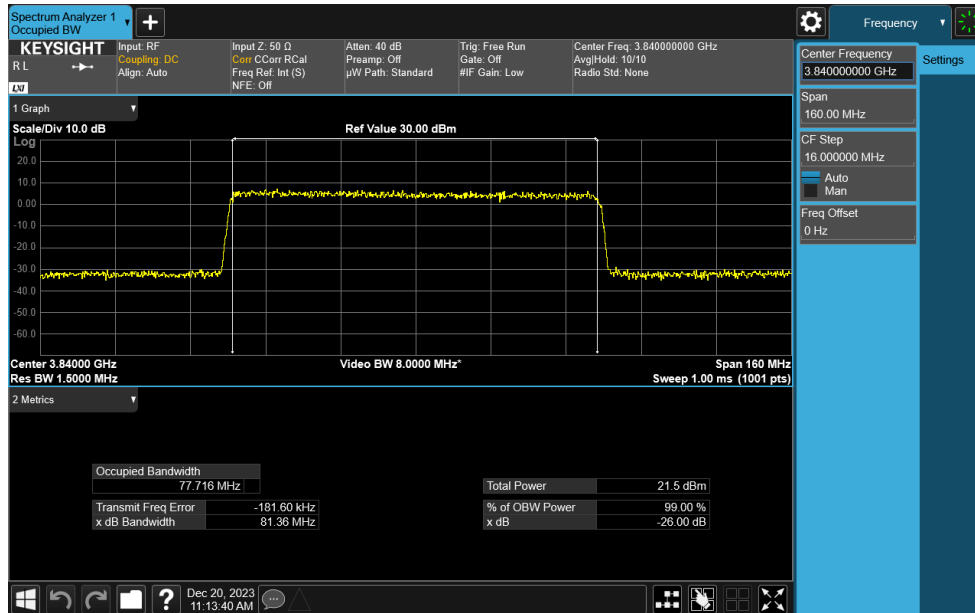 Spectrum Analyzer 1
Occupied BW
Frequency
KEYSIGHT
R L
LXI
Input: RF
Coupling: DC
Align: Auto
Input Z: 50 Ω
Corr CCorr RCal
Freq Ref: Int (S)
NFE: Off
Atten: 40 dB
Preamp: Off
µW Path: Standard
Trig: Free Run
Gate: Off
#IF Gain: Low
Center Freq: 3.840000000 GHz
Avg|Hold: 10/10
Radio Std: None
Center Frequency
3.840000000 GHz
Settings
Span
160.00 MHz
CF Step
16.000000 MHz
Auto
Man
Freq Offset
0 Hz
1 Graph
Scale/Div 10.0 dB
Ref Value 30.00 dBm
Log
20.0
10.0
0.00
-10.0
-20.0
-30.0
-40.0
-50.0
-60.0
Center 3.84000 GHz
Video BW 8.0000 MHz*
Span 160 MHz
Res BW 1.5000 MHz
Sweep 1.00 ms (1001 pts)
2 Metrics
Occupied Bandwidth
77.716 MHz
Total Power 21.5 dBm
Transmit Freq Error -181.60 kHz
% of OBW Power 99.00 %
x dB Bandwidth 81.36 MHz
x dB -26.00 dB
?
Dec 20, 2023
11:13:40 AM